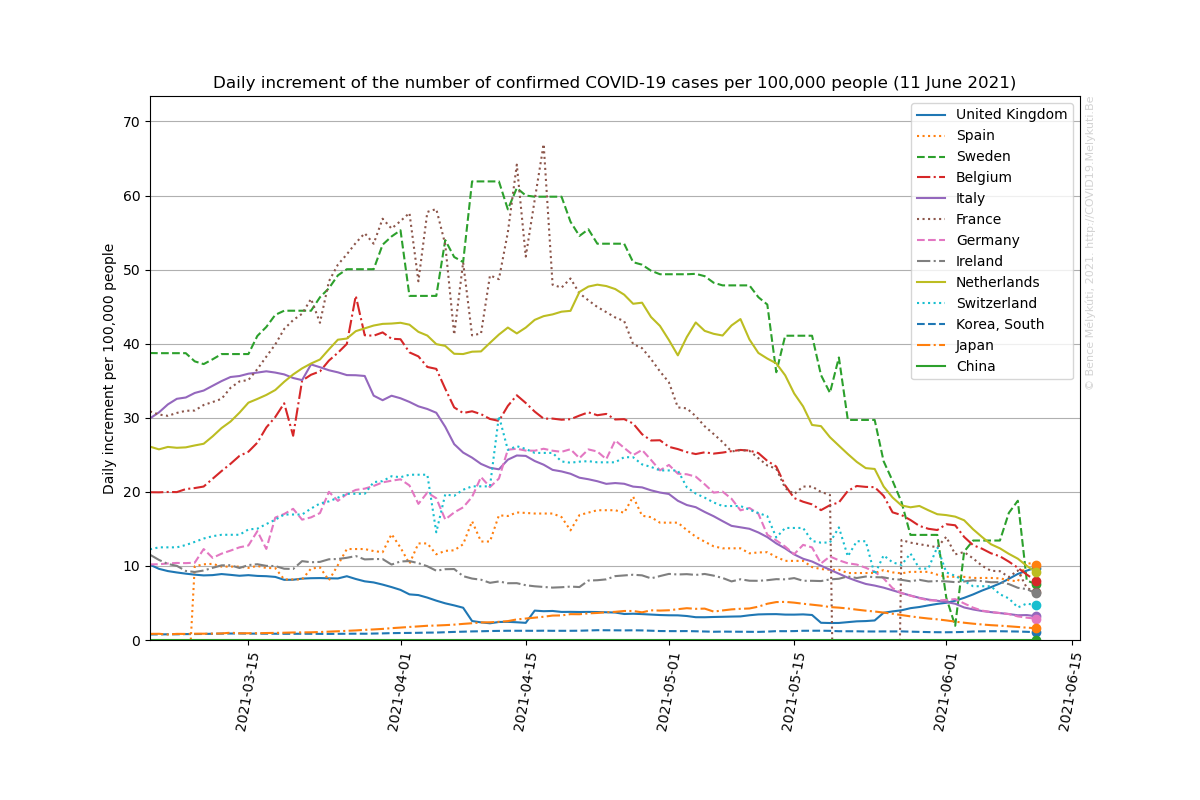 Daily increment of the number of confirmed COVID-19 cases per 100,000 people (11 June 2021)
Daily increment per 100,000 people
70
60
50
40
30
20
10
0
2021-03-15
2021-04-01
2021-04-15
2021-05-01
2021-05-15
2021-06-01
2021-06-15
United Kingdom
Spain
Sweden
Belgium
Italy
France
Germany
Ireland
Netherlands
Switzerland
Korea, South
Japan
China
© Bence Mélykúti, 2021 http://COVID19.Melykuti.Be